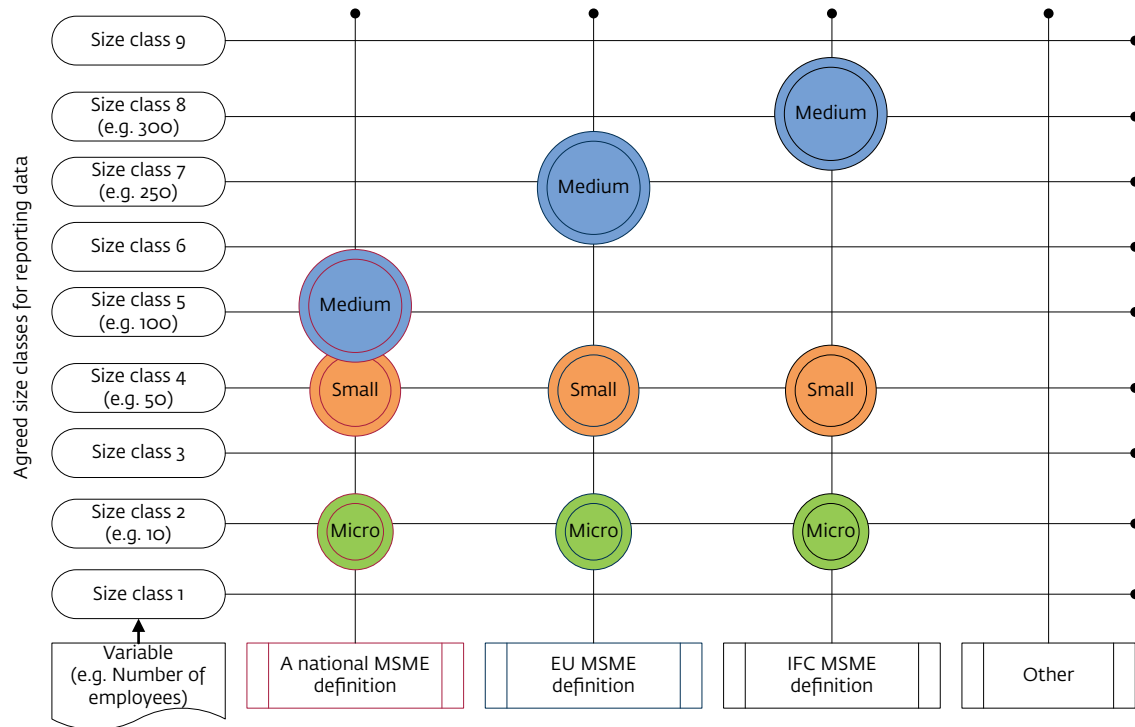 Agreed size classes for reporting data
Size class 9
Size class 8
(e.g. 300)
Medium
Size class 7
(e.g. 250)
Medium
Size class 6
Size class 5
(e.g. 100)
Medium
Size class 4
(e.g. 50)
Small
Small
Small
Size class 3
Size class 2
(e.g. 10)
Micro
Micro
Micro
Size class 1
Variable
(e.g. Number of
employees)
A national MSME
definition
EU MSME
definition
IFC MSME
definition
Other